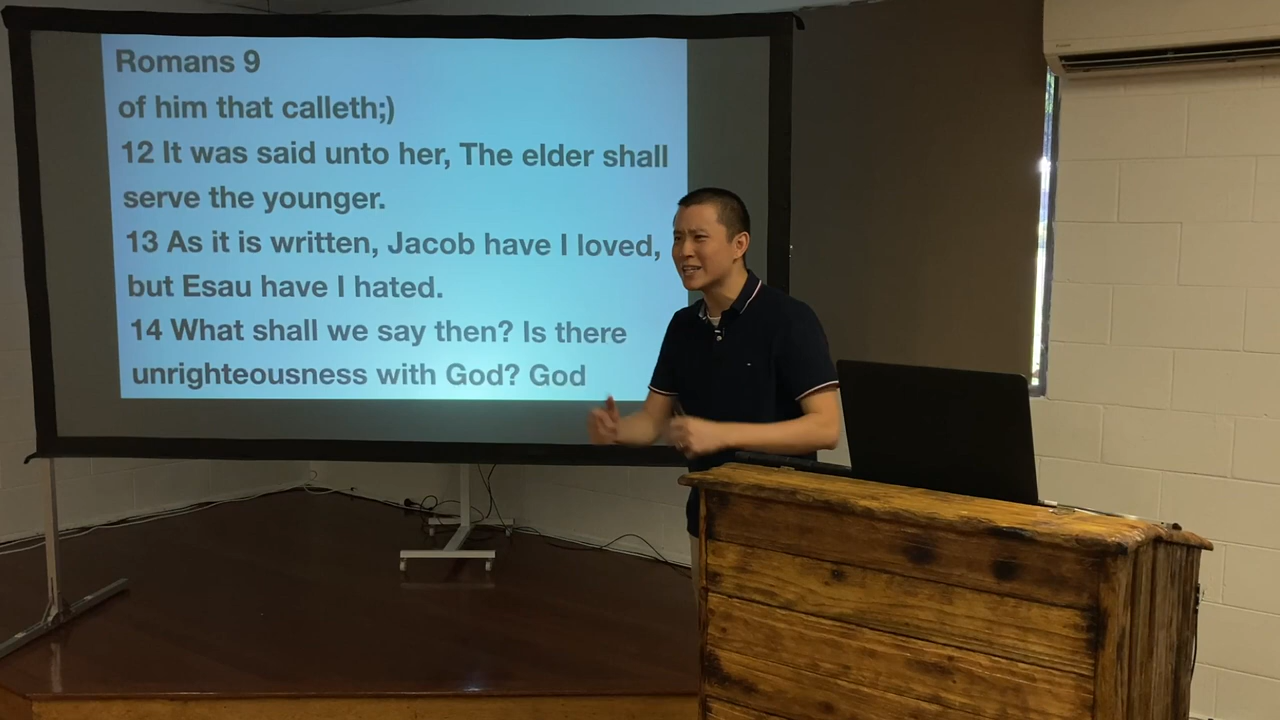 Romans 9
of him that calleth;)
12 It was said unto her, The elder shall
serve the younger.
13 As it is written, Jacob have I loved,
but Esau have I hated.
14 What shall we say then? Is there
unrighteousness with God? God